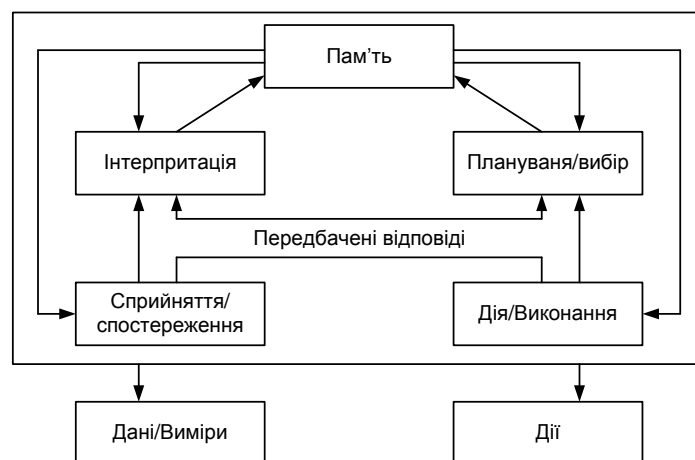 Пам’ть
Інтерпритація
Плануваня/вибір
Передбачені відповіді
Сприйняття/
спостереження
Дія/Виконання
Дані/Виміри
Дії